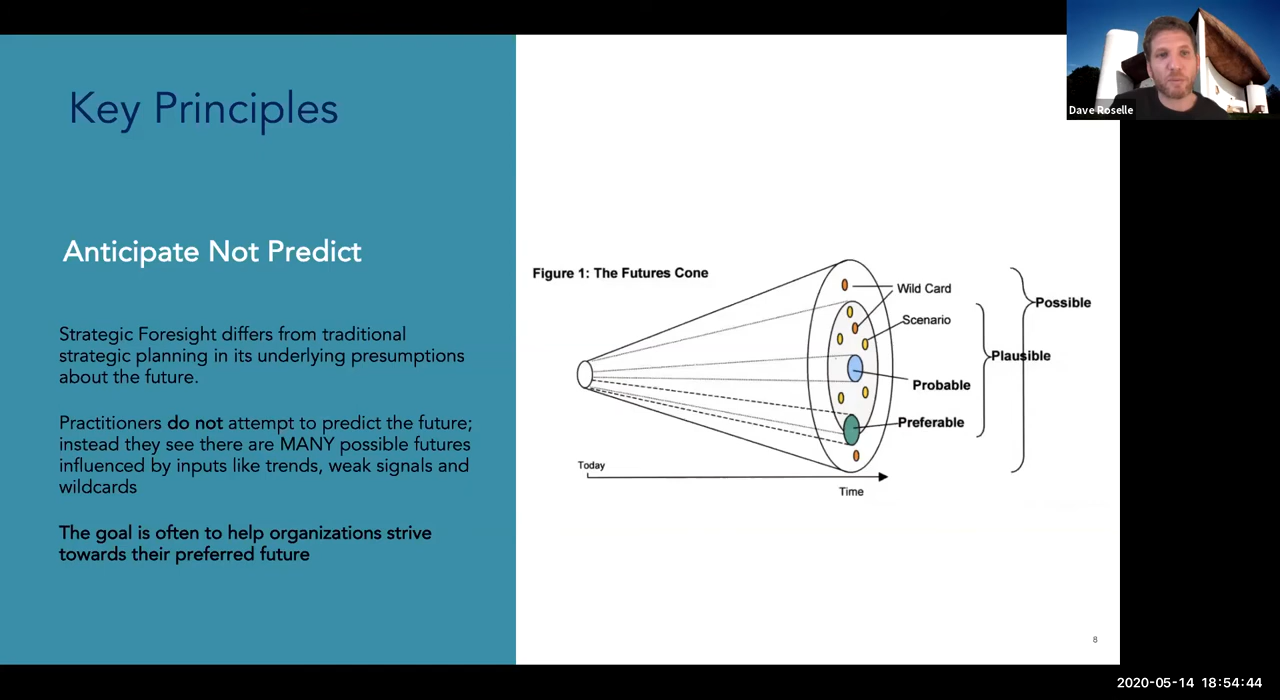 Key Principles
Anticipate Not Predict
Strategic Foresight differs from traditional
strategic planning in its underlying presumptions
about the future.
Practitioners do not attempt to predict the future;
instead they see there are MANY possible futures
influenced by inputs like trends, weak signals and
wildcards
The goal is often to help organizations strive
towards their preferred future
Figure 1: The Futures Cone
Wild Card
Scenario
Possible
Plausible
Probable
Preferable
Today
Time
8
Dave Roselle
2020-05-14 18:54:44